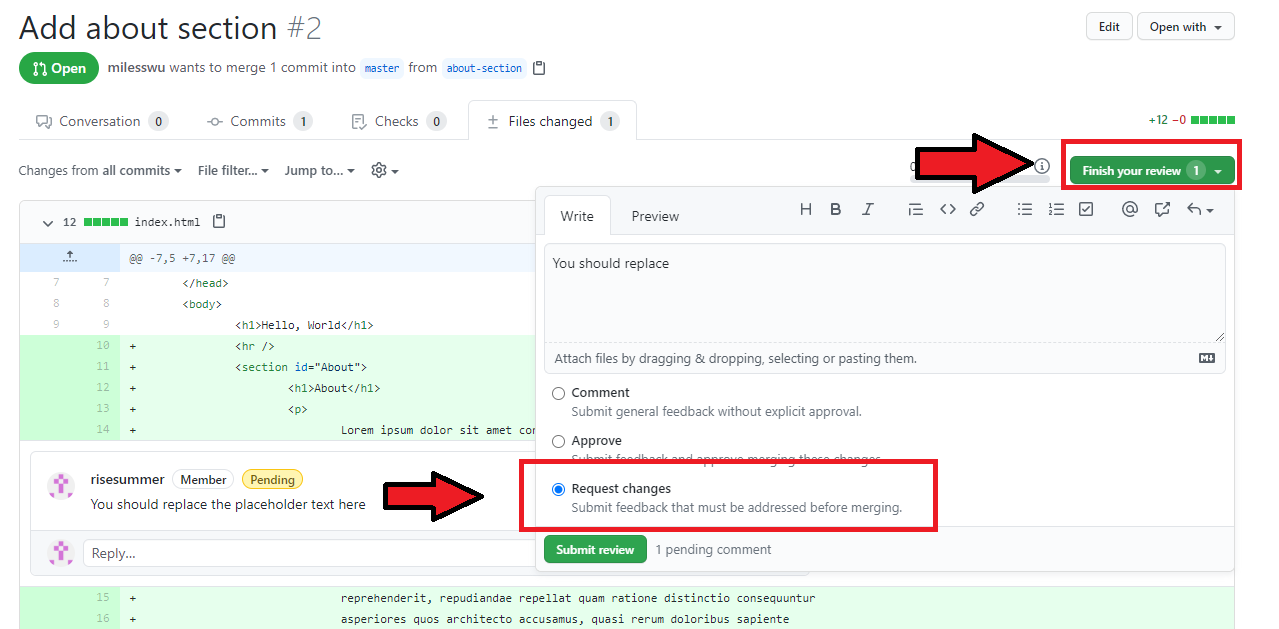 Add about section #2
Edit
Open with
Open
milesswu wants to merge 1 commit into master from about-section
Conversation 0
Commits 1
Checks 0
Files changed 1
+12 −0
Changes from all commits
File filter...
Jump to...
Finish your review 1
12 index.html
@@ -7,5 +7,17 @@
7 7 </head>
8 8 <body>
9 9 <h1>Hello, World</h1>
10 + <hr />
11 + <section id="About">
12 + <h1>About</h1>
13 + <p>
14 + Lorem ipsum dolor sit amet
Write
Preview
You should replace
Attach files by dragging & dropping, selecting or pasting them.
Comment
Submit general feedback without explicit approval.
Approve
Submit feedback and approve merging these changes.
Request changes
Submit feedback that must be addressed before merging.
Submit review
1 pending comment
risesummer Member Pending
You should replace the placeholder text here
Reply...
15 + reprehenderit, repudiandae repellat quam ratione distinctio consequuntur
16 + asperiores quos architecto accusamus, quasi rerum doloribus sapiente